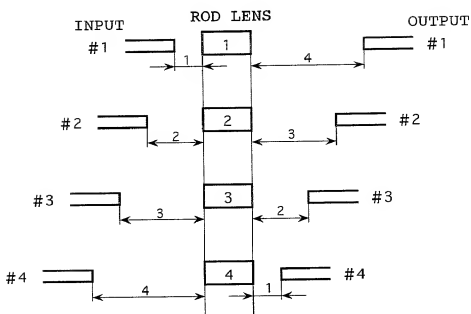 ROD LENS
INPUT OUTPUT
#1 1 #1
1 4
#2 2 #2
2 3
#3 3 #3
3 2
#4 4 #4
4 1